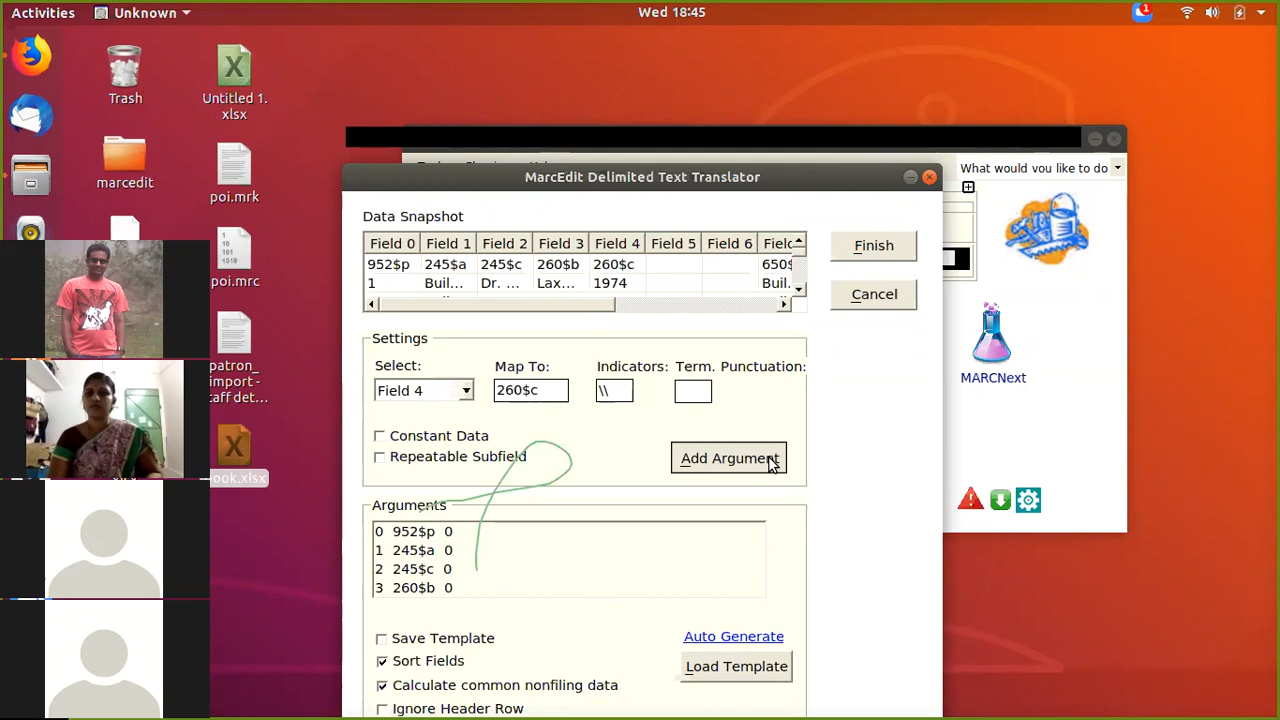 Activities
Unknown
Wed 18:45
1
Trash
Untitled 1.
xlsx
marcedit
poi.mrk
poi.mrc
patron_
import -
staff det...
book.xlsx
What would you like to do
MARCNext
MarcEdit Delimited Text Translator
Data Snapshot
Field 0 Field 1 Field 2 Field 3 Field 4 Field 5 Field 6 Field
952$p 245$a 245$c 260$b 260$c 650$
1 Buil... Dr. ... Lax... 1974 Buil.
Finish
Cancel
Settings
Select: Map To: Indicators: Term. Punctuation:
Field 4 260$c \\
Constant Data
Repeatable Subfield
Add Argument
Arguments
0 952$p 0
1 245$a 0
2 245$c 0
3 260$b 0
Save Template
Auto Generate
Sort Fields
Load Template
Calculate common nonfiling data
Ignore Header Row